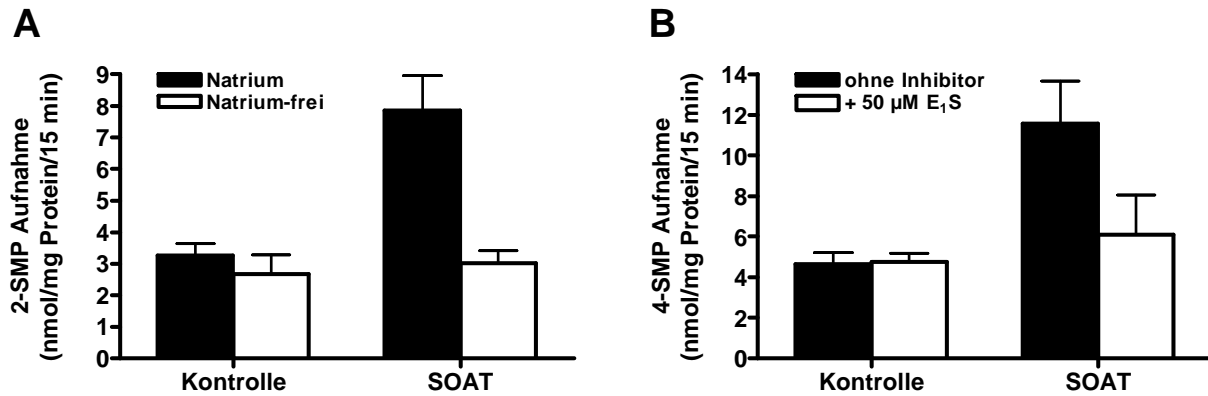 A
2-SMP Aufnahme
(nmol/mg Protein/15 min)
9
8
7
6
5
4
3
2
1
0
Natrium
Natrium-frei
Kontrolle
SOAT
B
4-SMP Aufnahme
(nmol/mg Protein/15 min)
14
12
10
8
6
4
2
0
ohne Inhibitor
+ 50 µM E₁S
Kontrolle
SOAT